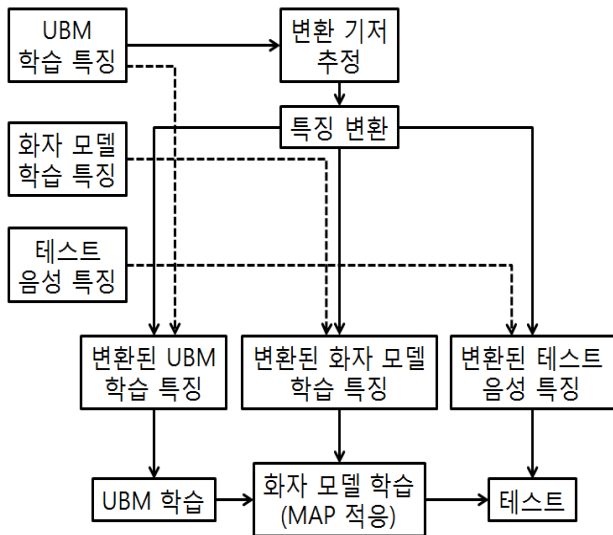 UBM
학습 특징
변환 기저
추정
특징 변환
화자 모델
학습 특징
테스트
음성 특징
변환된 UBM
학습 특징
변환된 화자 모델
학습 특징
변환된 테스트
음성 특징
UBM 학습
화자 모델 학습
(MAP 적응)
테스트